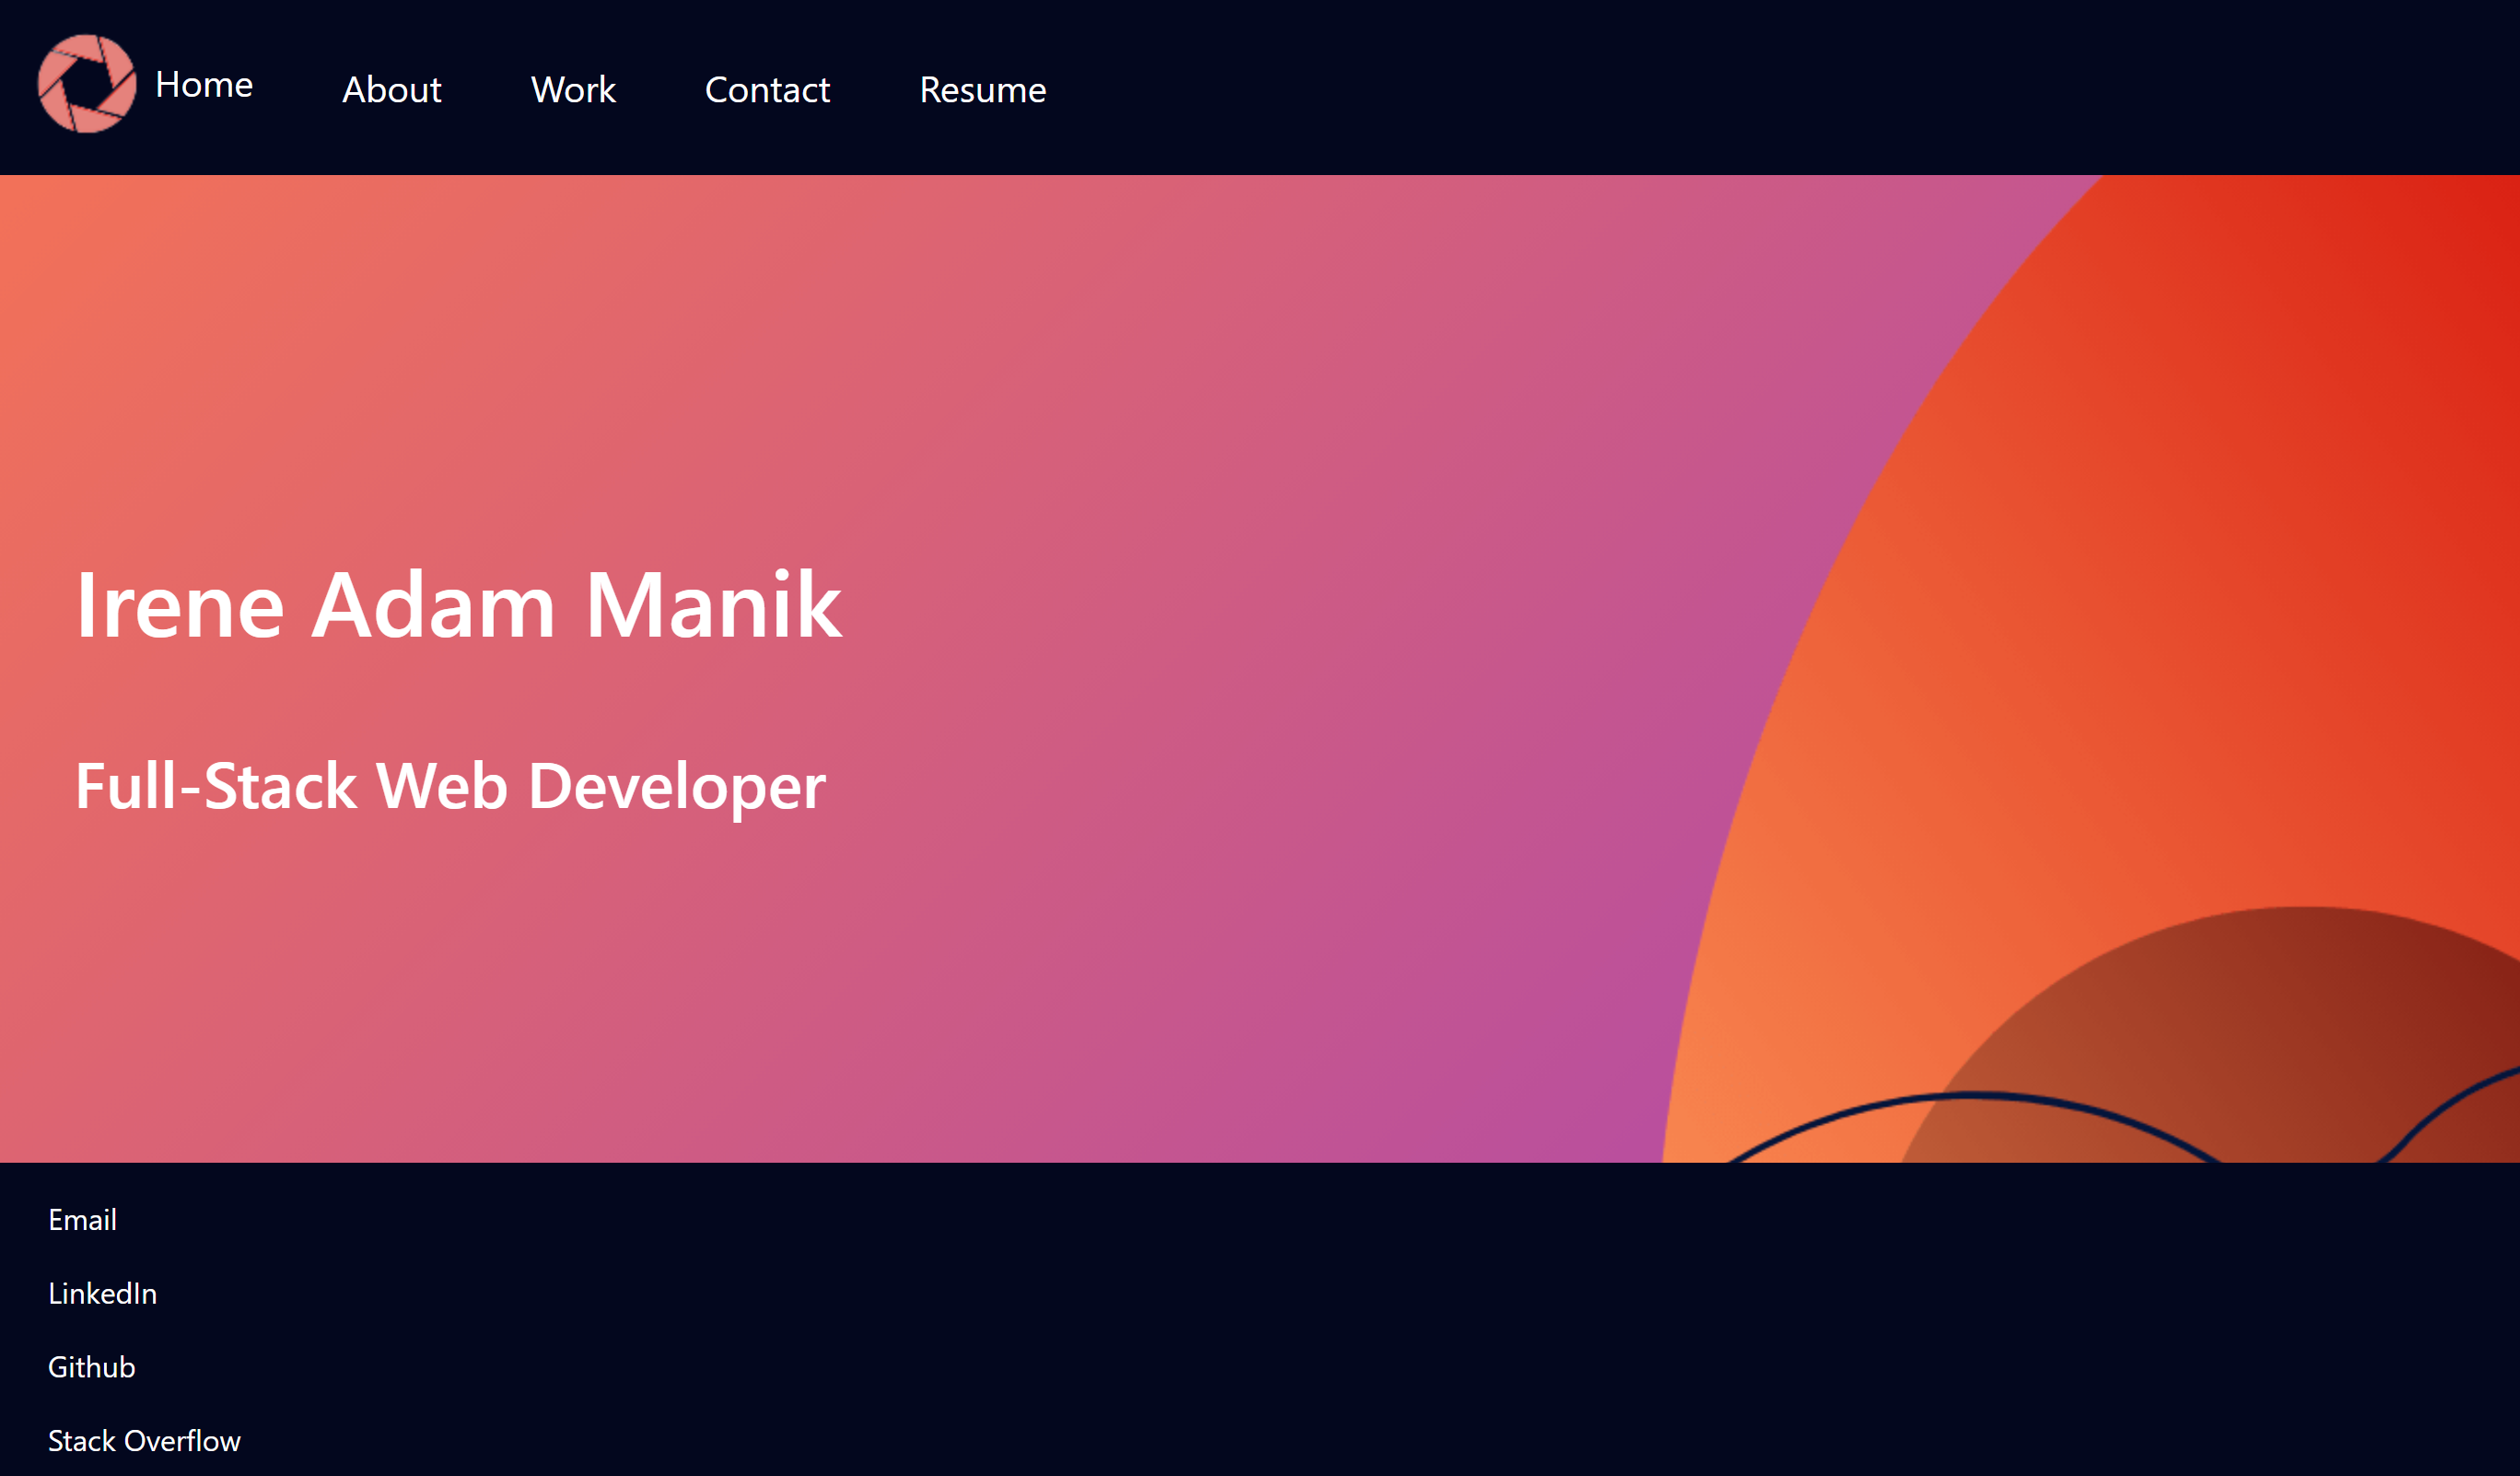 Home About Work Contact Resume
Irene Adam Manik
Full-Stack Web Developer
Email
LinkedIn
Github
Stack Overflow